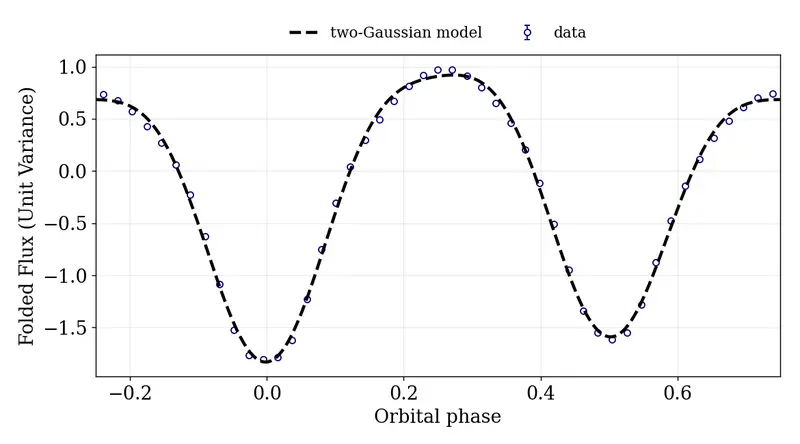 two-Gaussian model
data
Folded Flux (Unit Variance)
1.0
0.5
0.0
−0.5
−1.0
−1.5
−0.2
0.0
0.2
0.4
0.6
Orbital phase